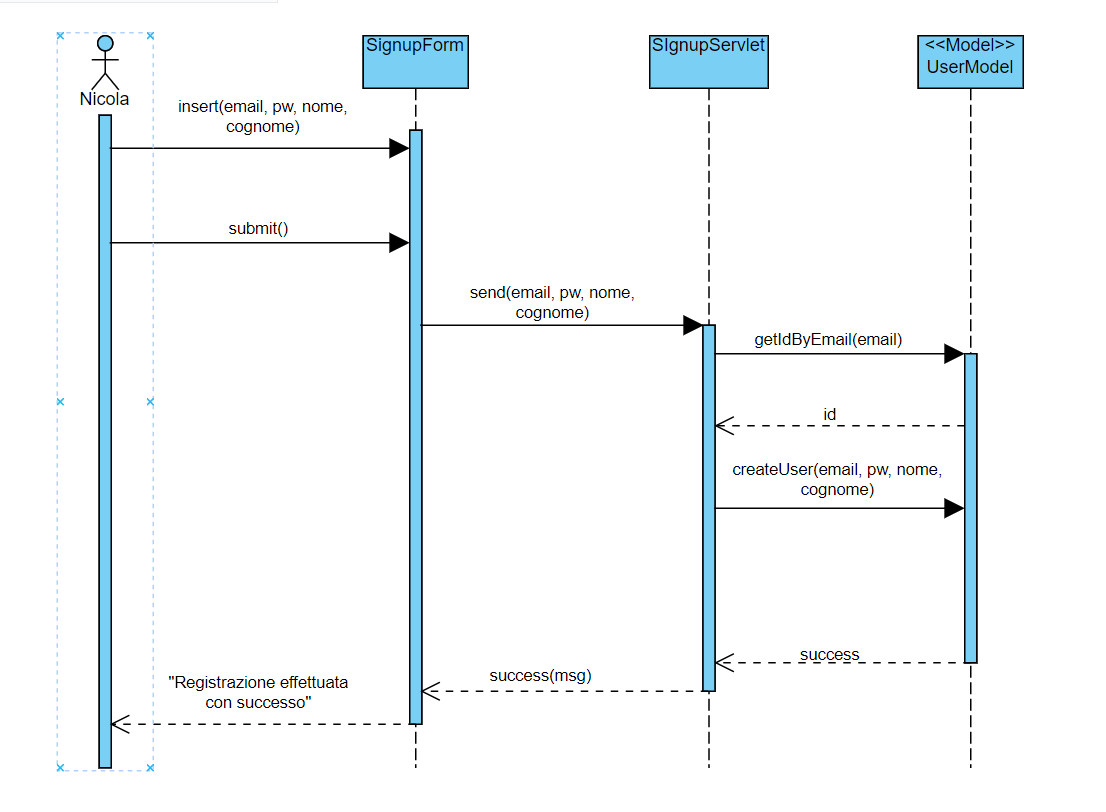 SignupForm
SIgnupServlet
<<Model>>
UserModel
Nicola
insert(email, pw, nome,
cognome)
submit()
send(email, pw, nome,
cognome)
getIdByEmail(email)
id
createUser(email, pw, nome,
cognome)
success
success(msg)
"Registrazione effettuata
con successo"